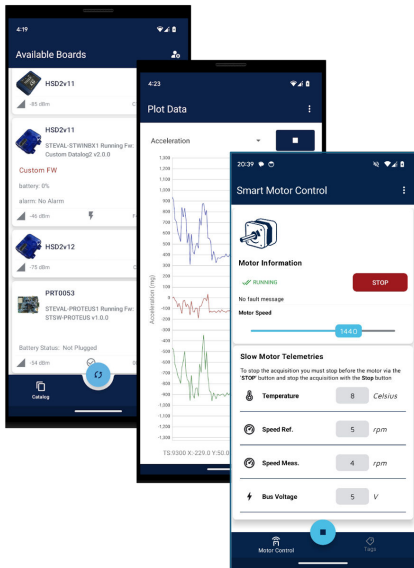 4:19
Available Boards
HSD2v11
-85 dBm
C
HSD2v11
STEVAL-STWINBX1 Running Fw:
Custom Datalog2 v2.0.0
Custom FW
battery: 0%
alarm: No Alarm
-46 dBm
F
HSD2v12
-75 dBm
C
PRT0053
STEVAL-PROTEUS1 Running Fw:
STSW-PROTEUS v1.0.0
Battery Status: Not Plugged
-54 dBm
Catalog
4:23
Plot Data
Acceleration
1,300
1,200
1,100
1,000
900
800
700
600
500
400
300
200
100
0
-100
-200
-300
-400
-500
-600
-700
-800
-900
-1,000
-1,100
-1,200
-1,300
Acceleration (mg)
TS:9300 X:-229.0 Y:50.0
20:39
Smart Motor Control
Motor Information
RUNNING
STOP
No fault message
Motor Speed
1440
Slow Motor Telemetries
To stop the acquisition you must stop before the motor via the
'STOP' button and stop the acquisition with the Stop button
Temperature 8 Celsius
Speed Ref. 5 rpm
Speed Meas. 4 rpm
Bus Voltage 5 V
Motor Control
Tags